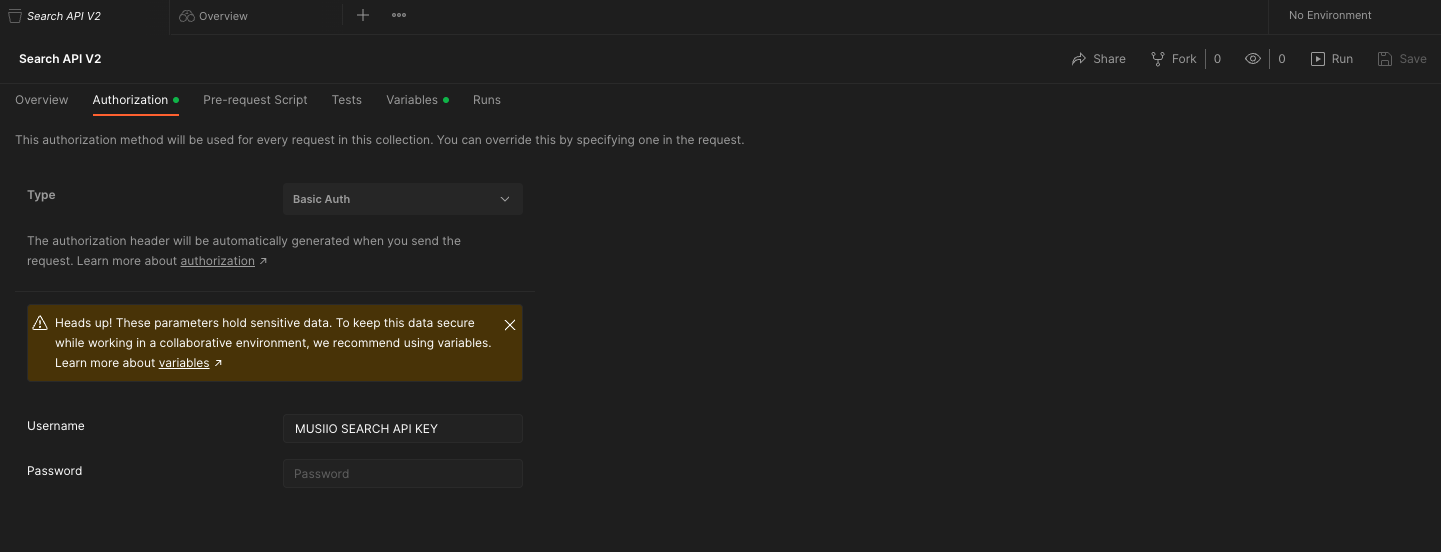 Search API V2
Overview
No Environment
Search API V2
Share
Fork
0
0
Run
Save
Overview
Authorization
Pre-request Script
Tests
Variables
Runs
This authorization method will be used for every request in this collection. You can override this by specifying one in the request.
Type
Basic Auth
The authorization header will be automatically generated when you send the
request. Learn more about authorization ↗
Heads up! These parameters hold sensitive data. To keep this data secure
while working in a collaborative environment, we recommend using variables.
Learn more about variables ↗
Username
MUSIIO SEARCH API KEY
Password
Password